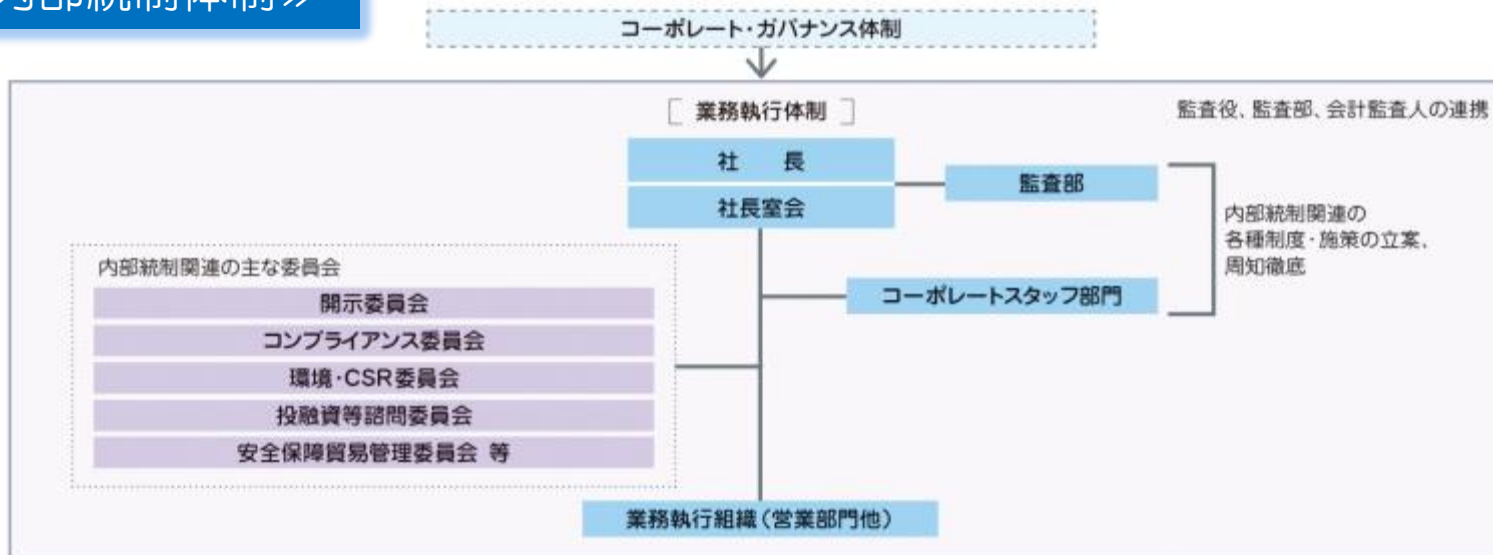 部統制体制≫
コーポレート・ガバナンス体制
［ 業務執行体制 ］
監査役、監査部、会計監査人の連携
社 長
社長室会
監査部
内部統制関連の
各種制度・施策の立案、
周知徹底
コーポレートスタッフ部門
内部統制関連の主な委員会
開示委員会
コンプライアンス委員会
環境・CSR委員会
投融資等諮問委員会
安全保障貿易管理委員会 等
業務執行組織（営業部門他）